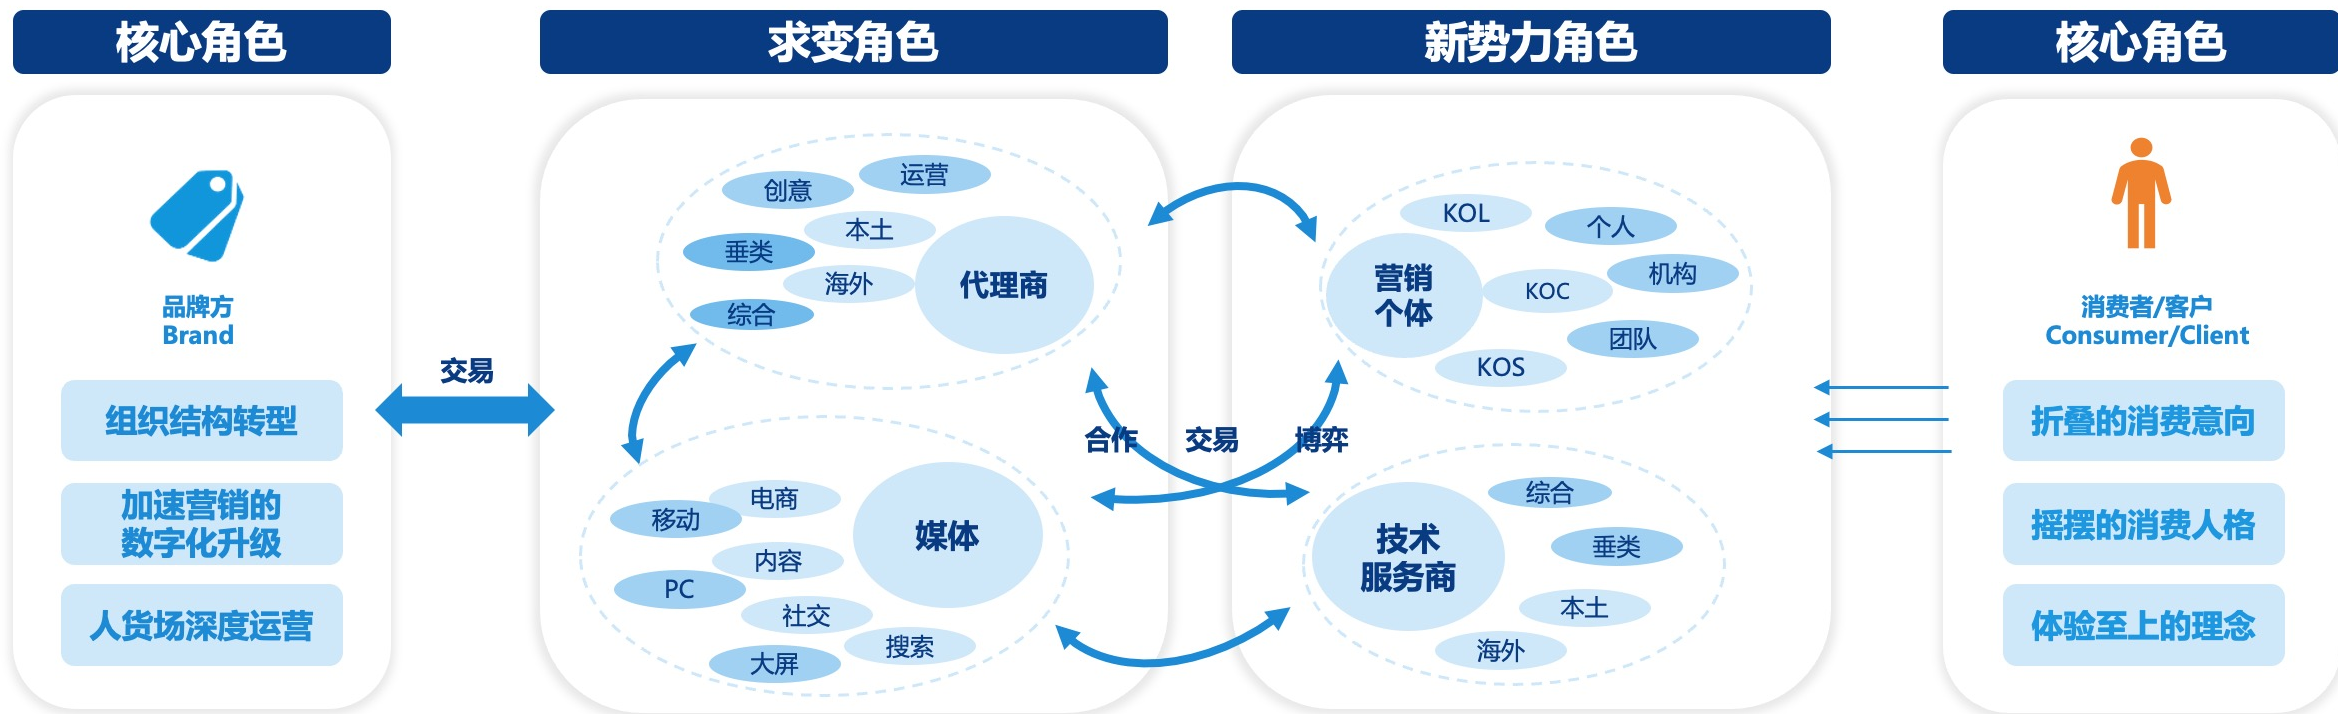 核心角色
求变角色
新势力角色
核心角色
品牌方
Brand
组织结构转型
加速营销的
数字化升级
人货场深度运营
交易
创意
运营
本土
垂类
海外
综合
代理商
电商
移动
内容
PC
社交
搜索
大屏
媒体
合作
交易
博弈
KOL
个人
机构
营销
个体
KOC
团队
KOS
综合
技术
服务商
垂类
本土
海外
消费者/客户
Consumer/Client
折叠的消费意向
摇摆的消费人格
体验至上的理念